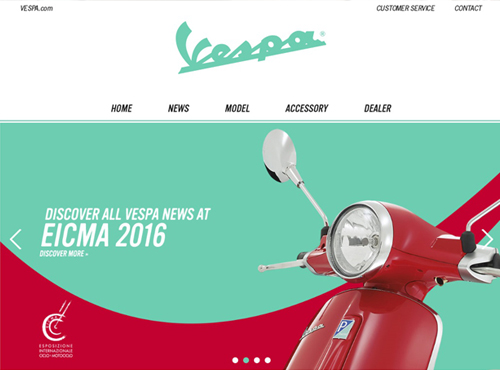 VESPA.com
CUSTOMER SERVICE
CONTACT
Vespa
HOME
NEWS
MODEL
ACCESSORY
DEALER
DISCOVER ALL VESPA NEWS AT
EICMA 2016
DISCOVER MORE
ESPOSIZIONE
INTERNAZIONALE
CICLO · MOTOCICLO
Vespa
P